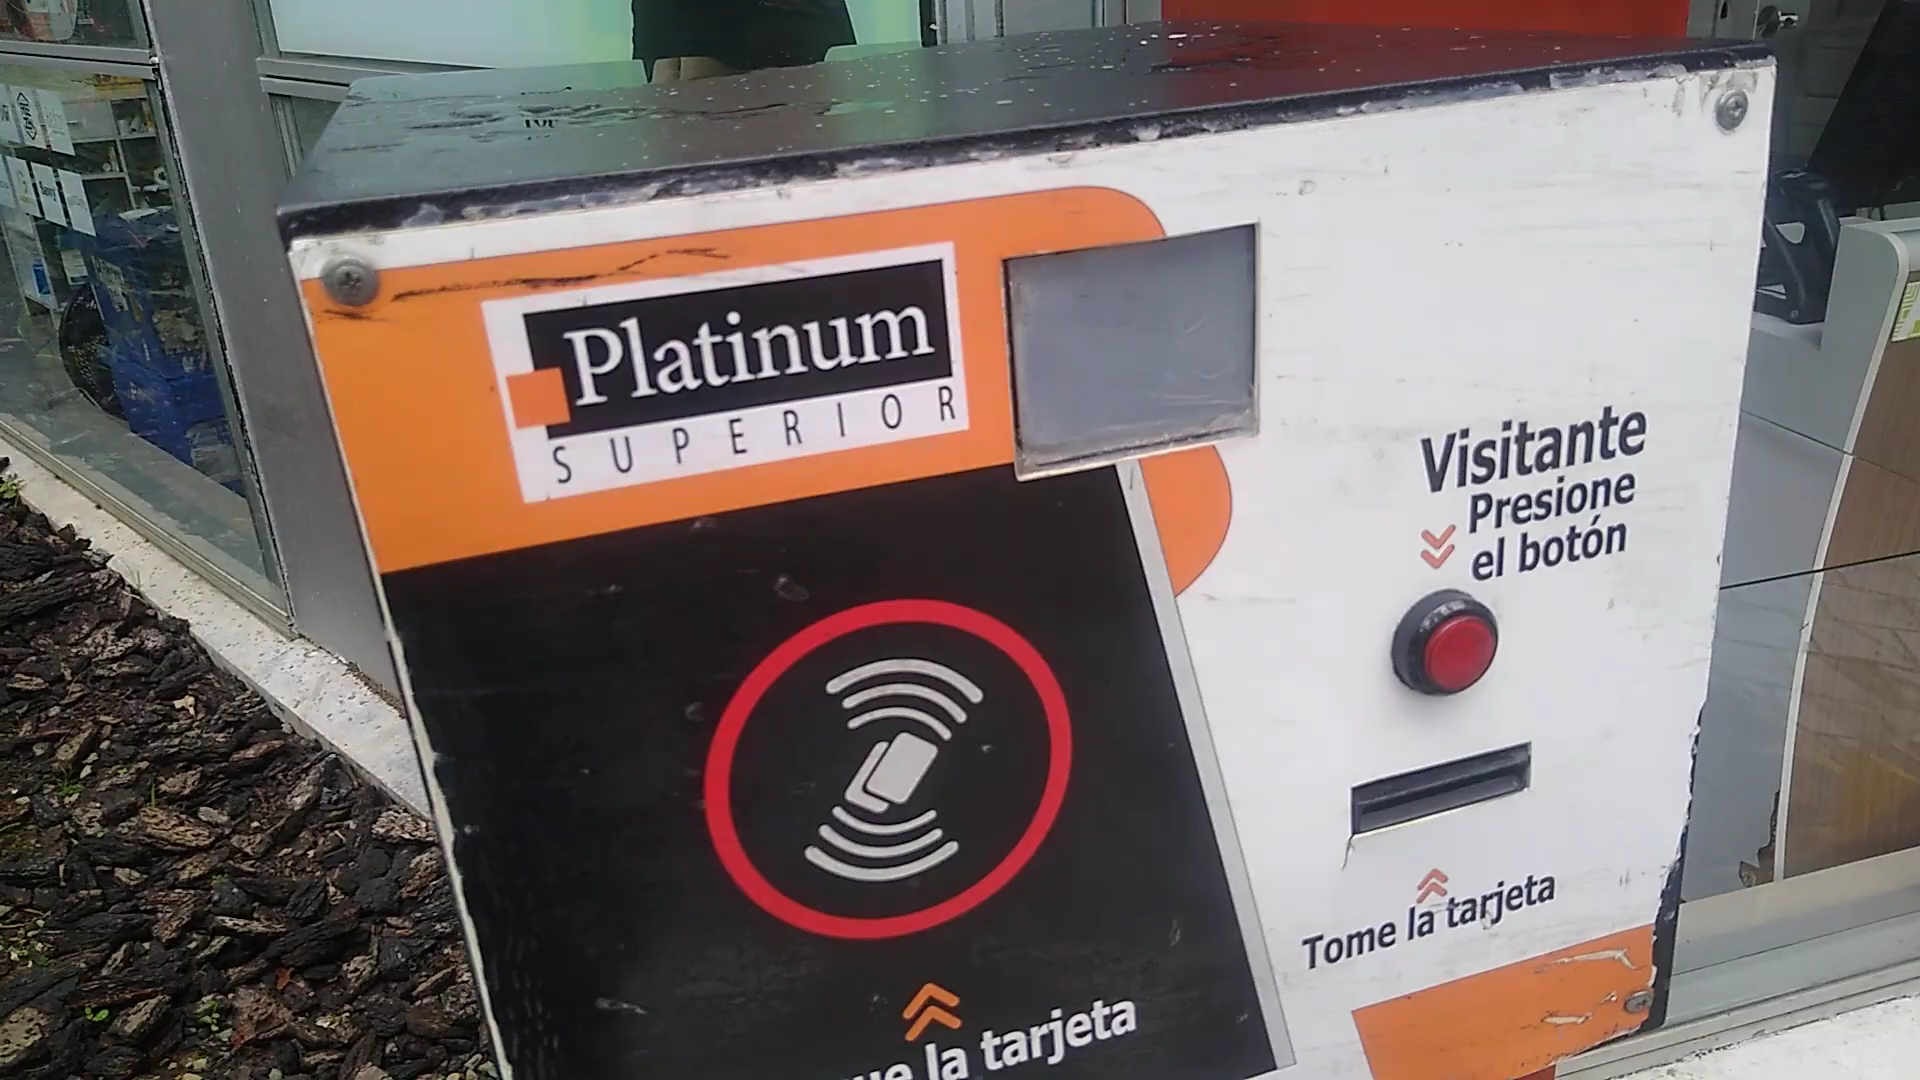 Platinum
SUPERIOR
Visitante
Presione
el botón
Tome la tarjeta
la tarjeta